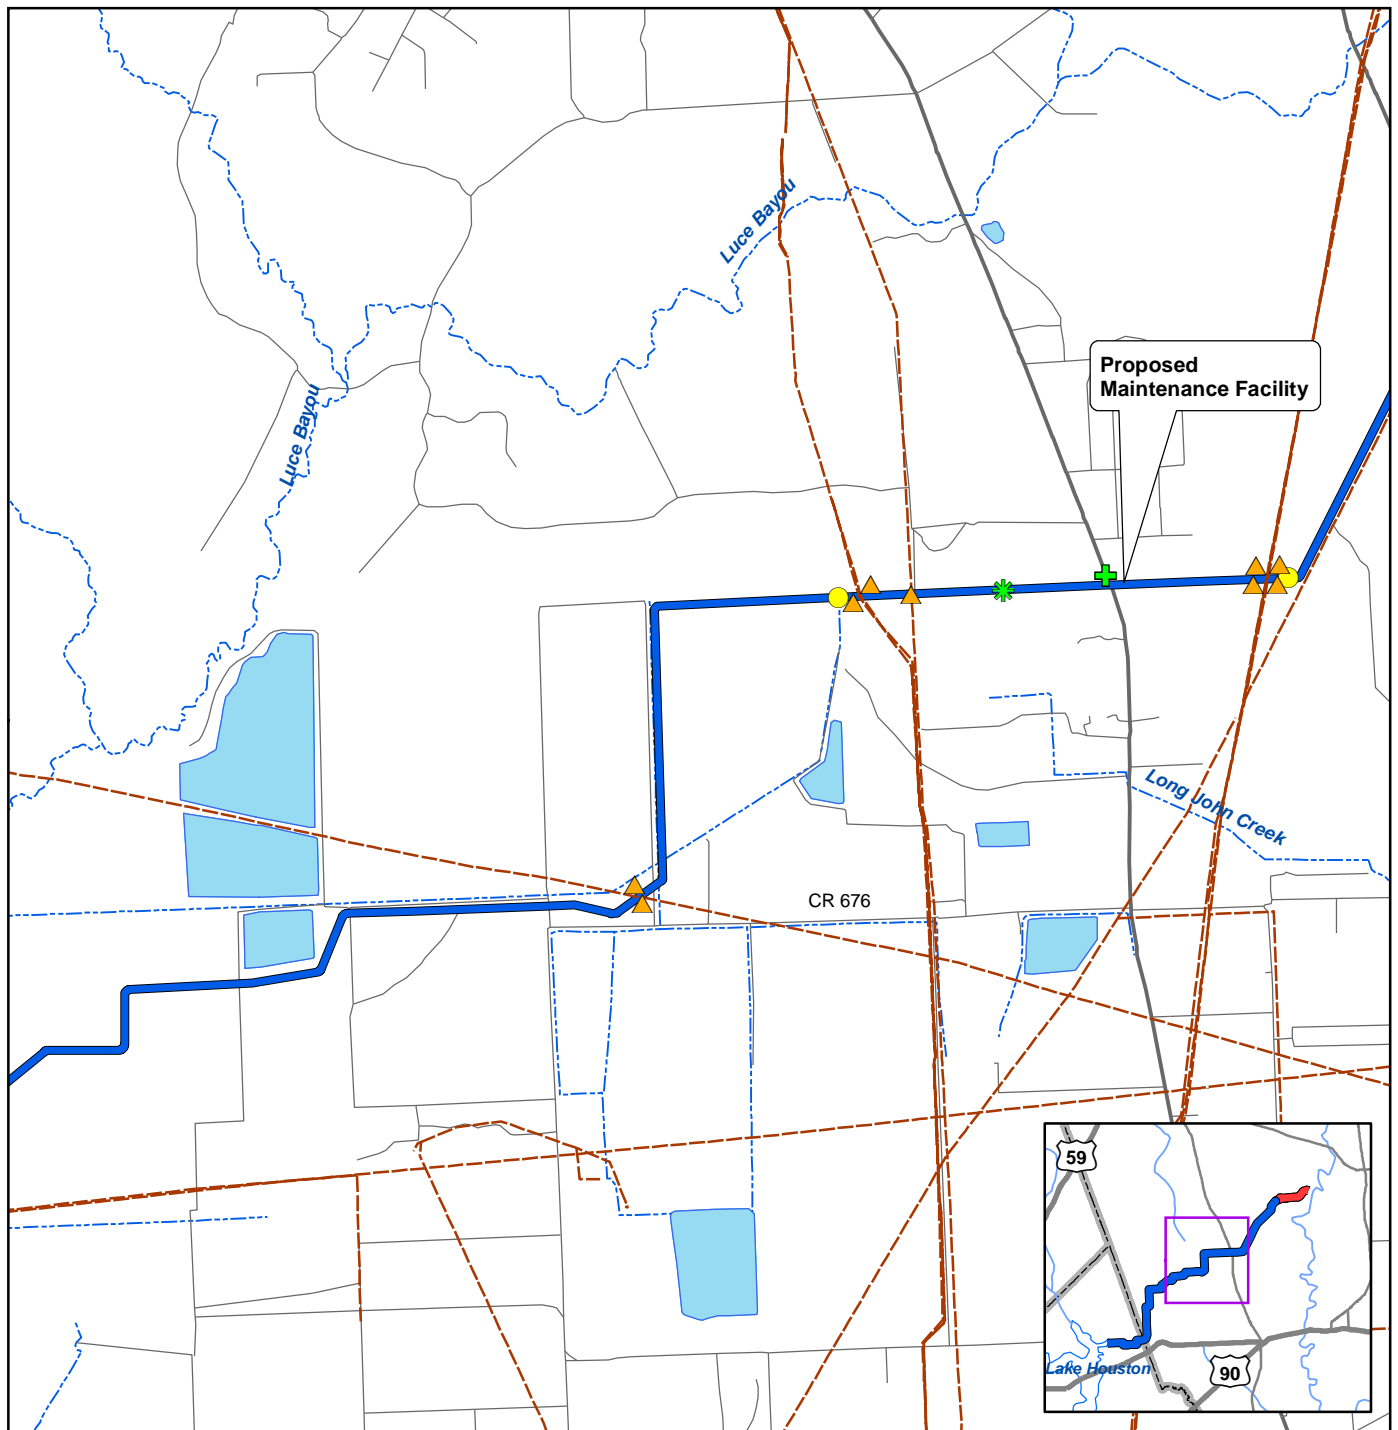 Luce Bayou
Proposed
Maintenance Facility
Luce Bayou
Long John Creek
CR 676
59
90
Lake Houston